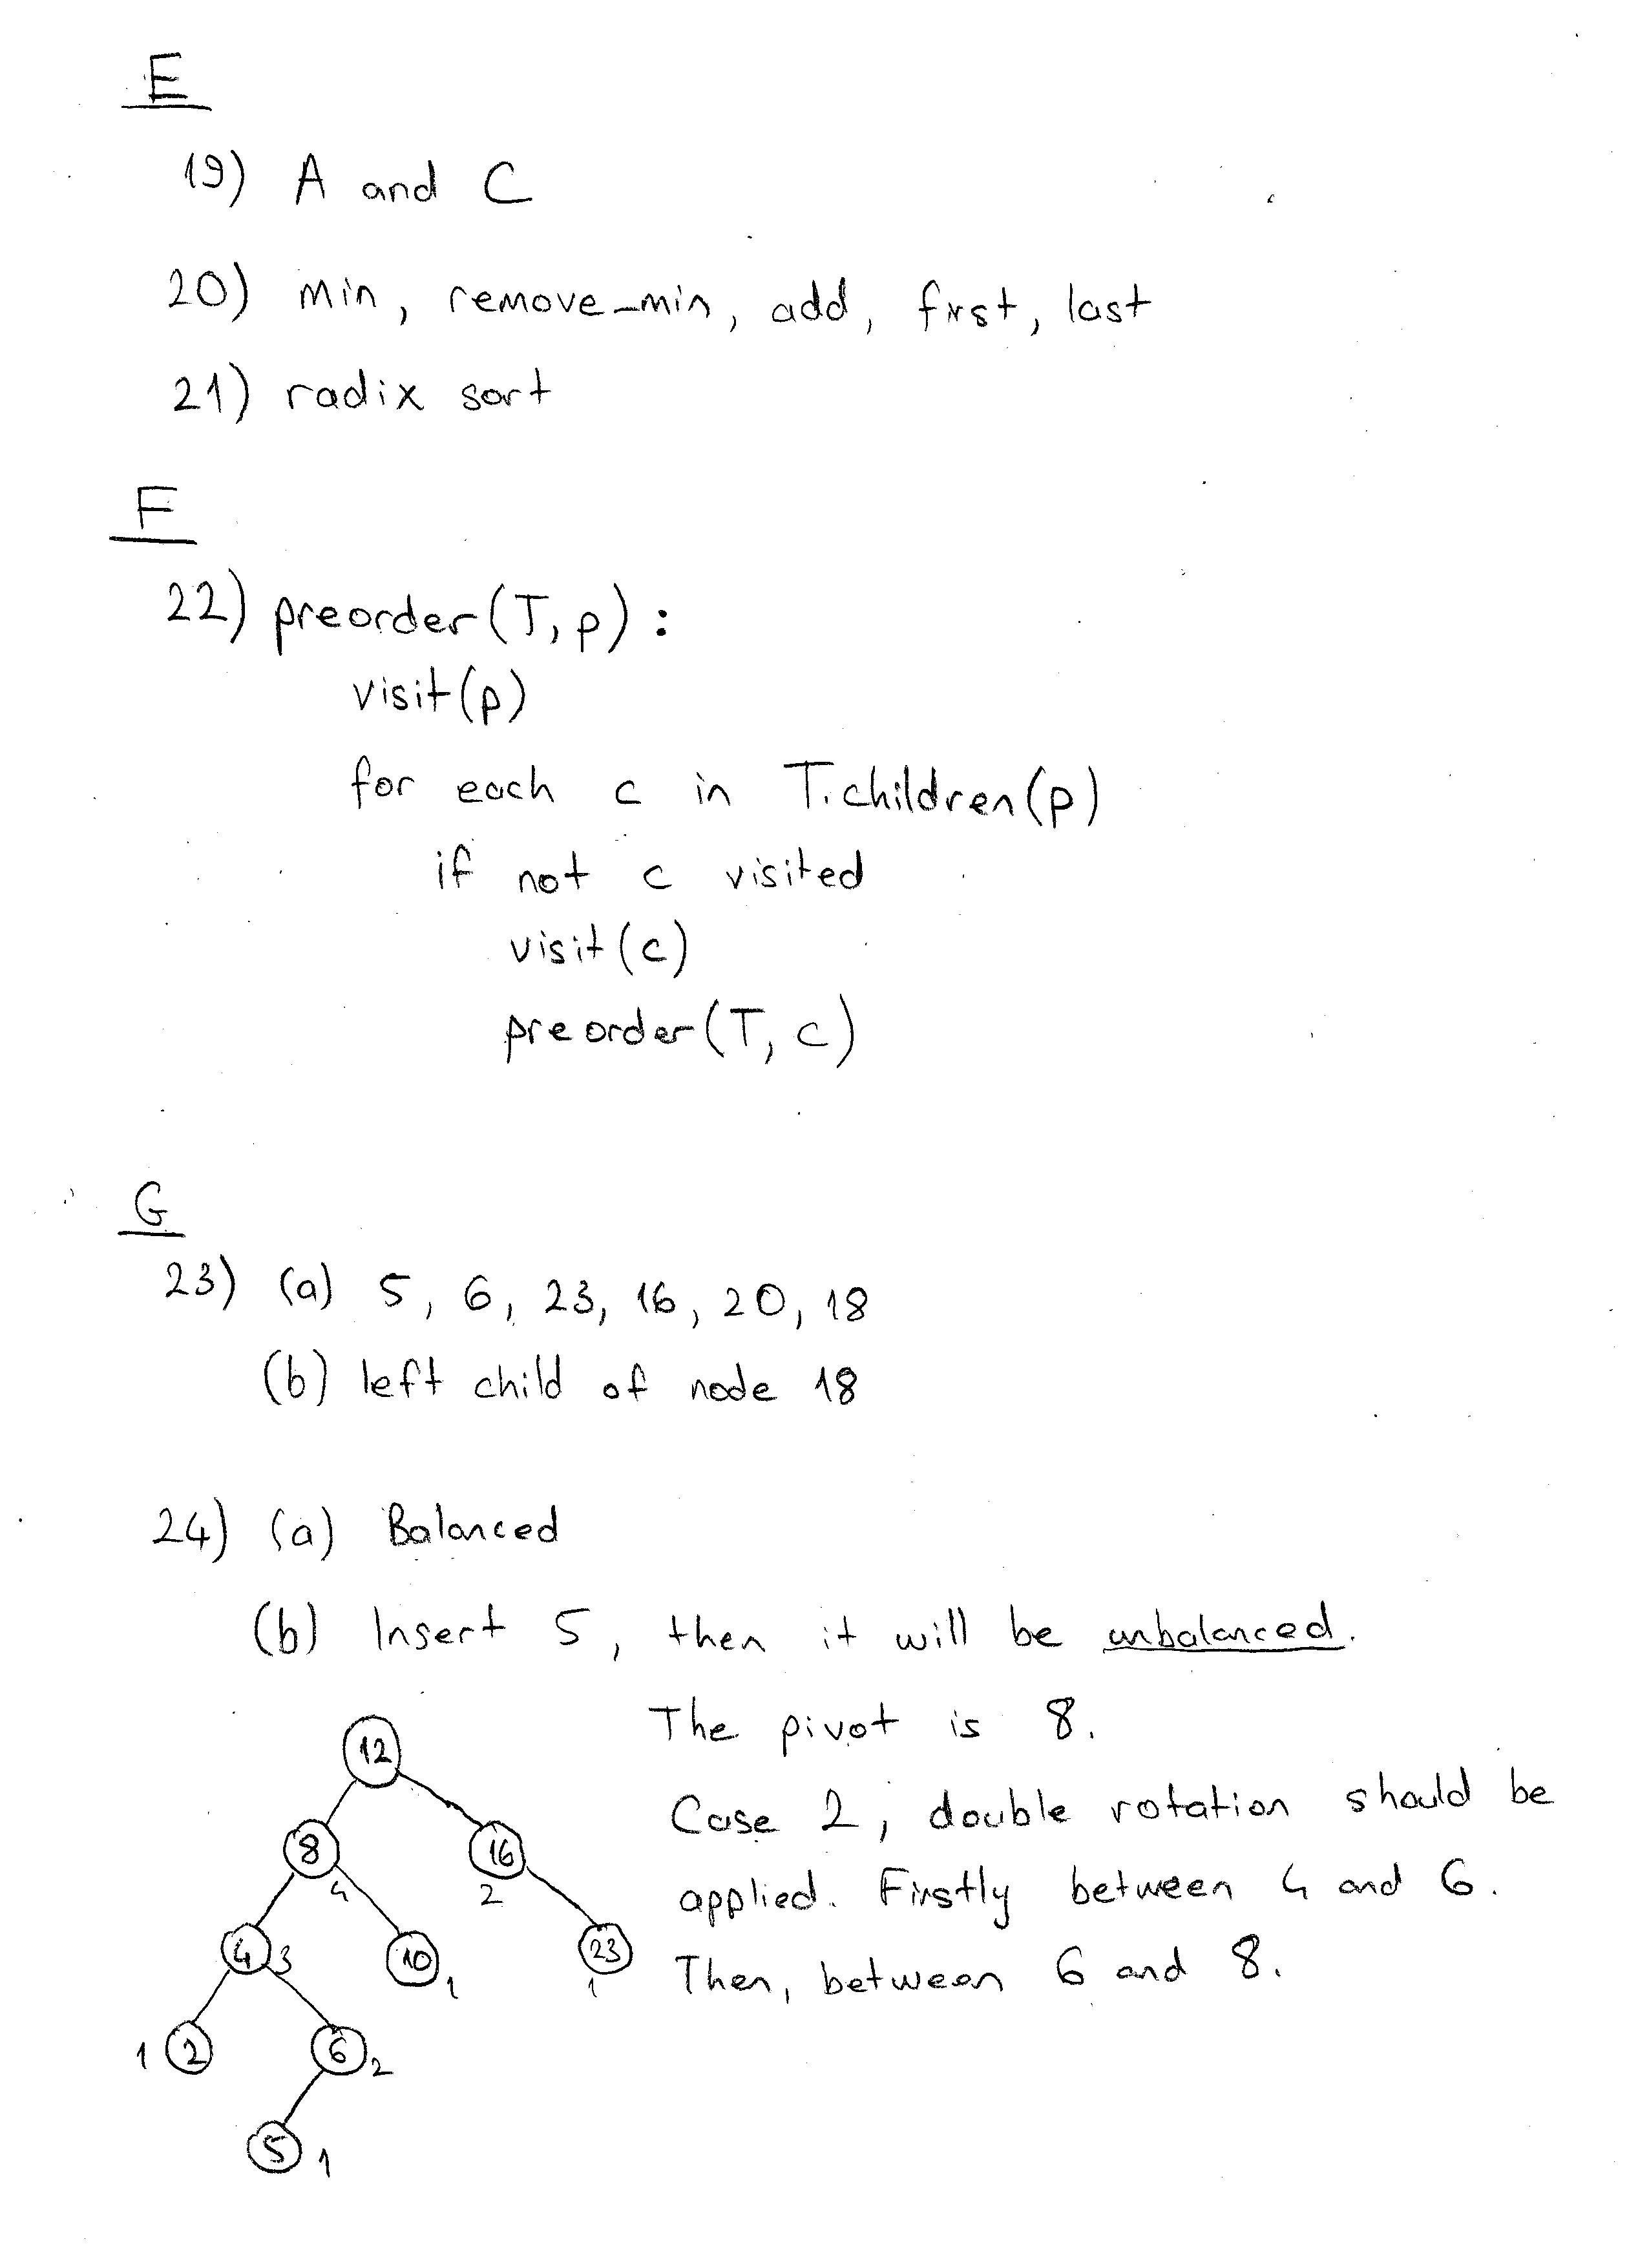 E
19) A and C
20) min, remove_min, add, first, last
21) radix sort
F
22) preorder(T, p) :
visit(p)
for each c in T.children(p)
if not c visited
visit(c)
preorder(T, c)
G
23) (a) 5, 6, 23, 16, 20, 18
(b) left child of node 18
24) (a) Balanced
(b) Insert 5, then it will be unbalanced.
The pivot is 8.
Case 2, double rotation should be
applied. Firstly between 4 and 6.
Then, between 6 and 8.
12
8 16
4 2
4 3 10 1 23 1
1 2 6 2
5 1